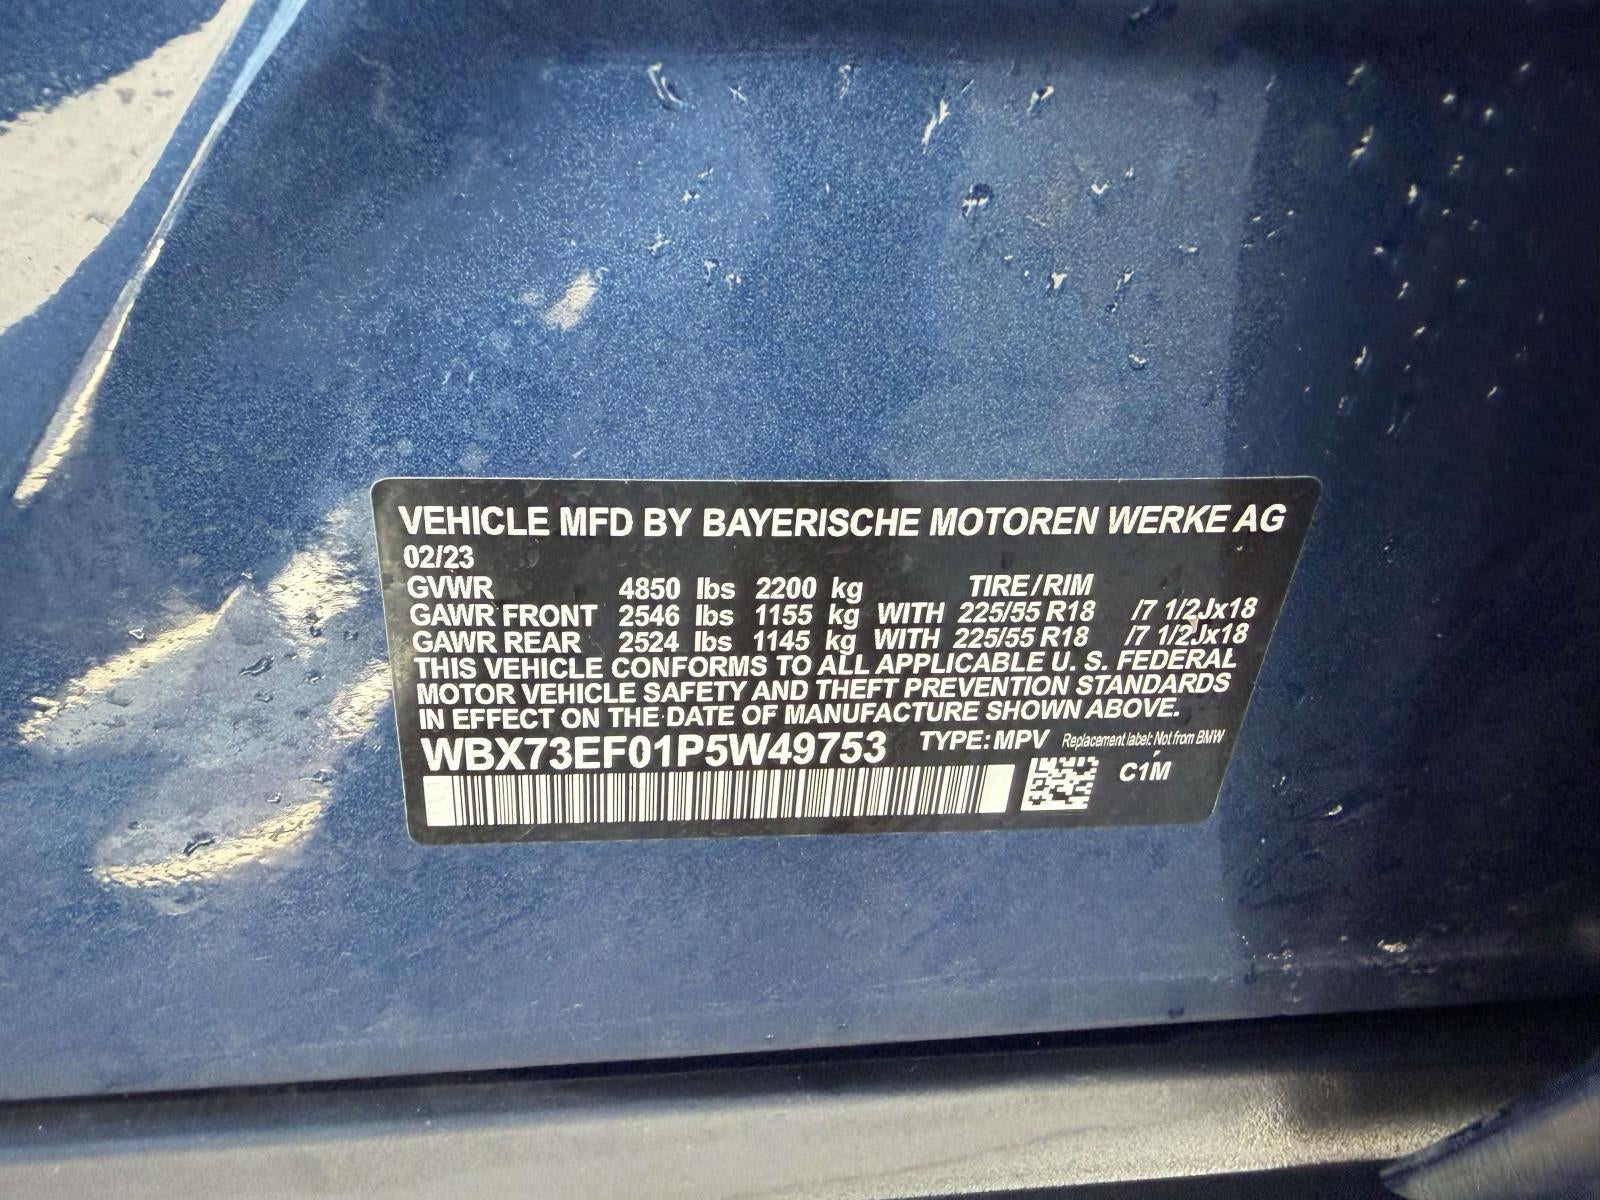 VEHICLE MFD BY BAYERISCHE MOTOREN WERKE AG
02/23
GVWR 4850 lbs 2200 kg TIRE/RIM
GAWR FRONT 2546 lbs 1155 kg WITH 225/55 R18 /7 1/2Jx18
GAWR REAR 2524 lbs 1145 kg WITH 225/55 R18 /7 1/2Jx18
THIS VEHICLE CONFORMS TO ALL APPLICABLE U. S. FEDERAL
MOTOR VEHICLE SAFETY AND THEFT PREVENTION STANDARDS
IN EFFECT ON THE DATE OF MANUFACTURE SHOWN ABOVE.
WBX73EF01P5W49753 TYPE: MPV Replacement label: Not from BMW
C1M